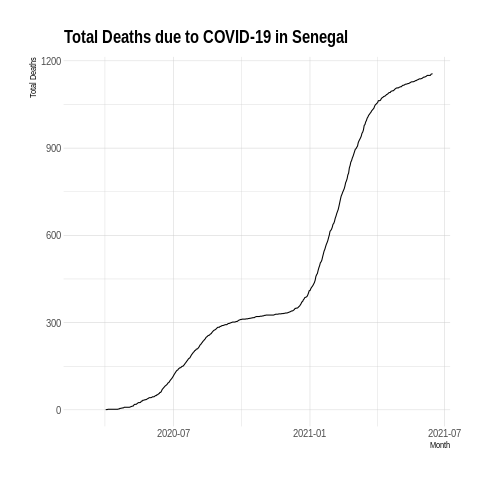 Total Deaths due to COVID-19 in Senegal
Total Deaths
1200
900
600
300
0
2020-07
2021-01
2021-07
Month